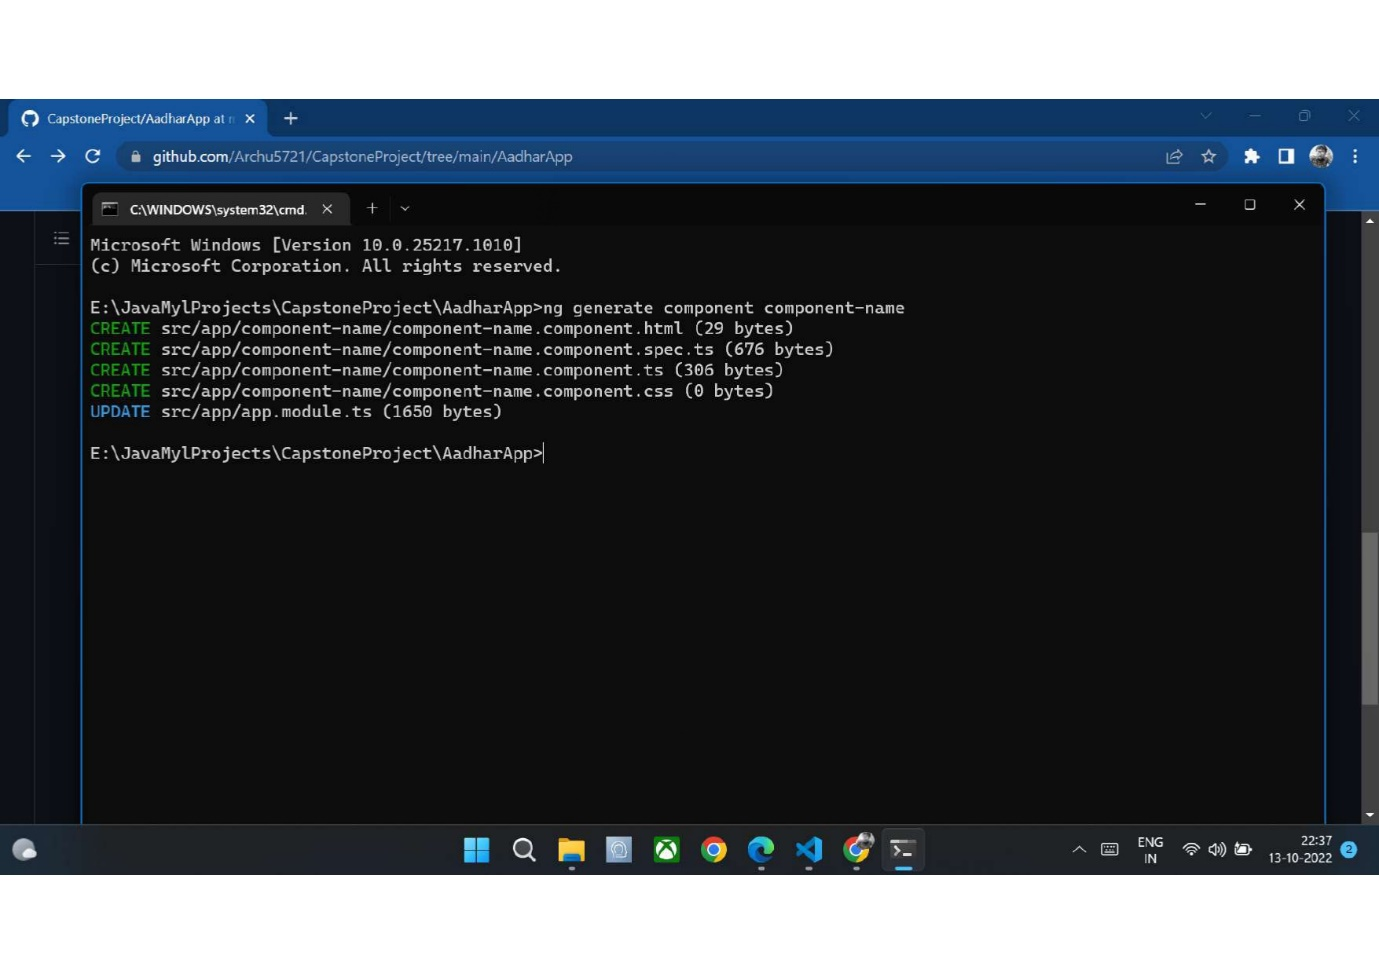 CapstoneProject/AadharApp at
github.com/Archu5721/CapstoneProject/tree/main/AadharApp
C:\WINDOWS\system32\cmd.
Microsoft Windows [Version 10.0.25217.1010]
(c) Microsoft Corporation. All rights reserved.
E:\JavaMylProjects\CapstoneProject\AadharApp>ng generate component component-name
CREATE src/app/component-name/component-name.component.html (29 bytes)
CREATE src/app/component-name/component-name.component.spec.ts (676 bytes)
CREATE src/app/component-name/component-name.component.ts (306 bytes)
CREATE src/app/component-name/component-name.component.css (0 bytes)
UPDATE src/app/app.module.ts (1650 bytes)
E:\JavaMylProjects\CapstoneProject\AadharApp>
ENG
IN
22:37
13-10-2022
2